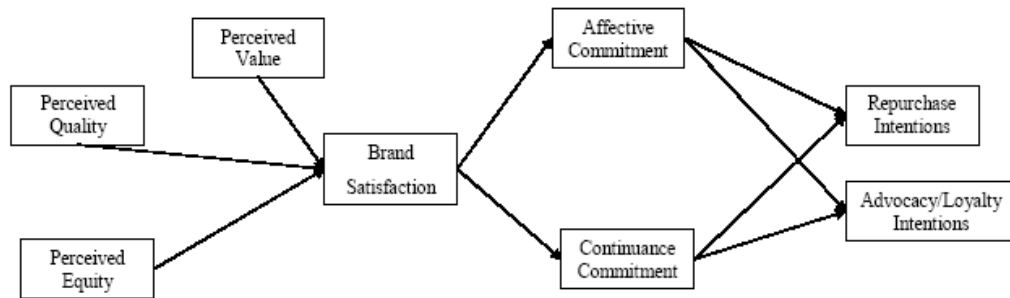 Perceived
Value
Perceived
Quality
Perceived
Equity
Brand
Satisfaction
Affective
Commitment
Continuance
Commitment
Repurchase
Intentions
Advocacy/Loyalty
Intentions